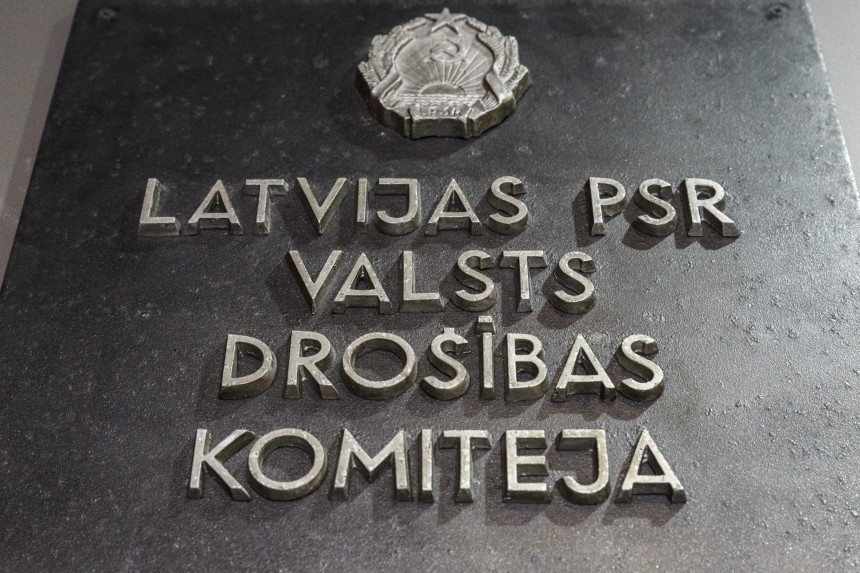 LATVIJAS PSR
VALSTS
DROŠĪBAS
KOMITEJA